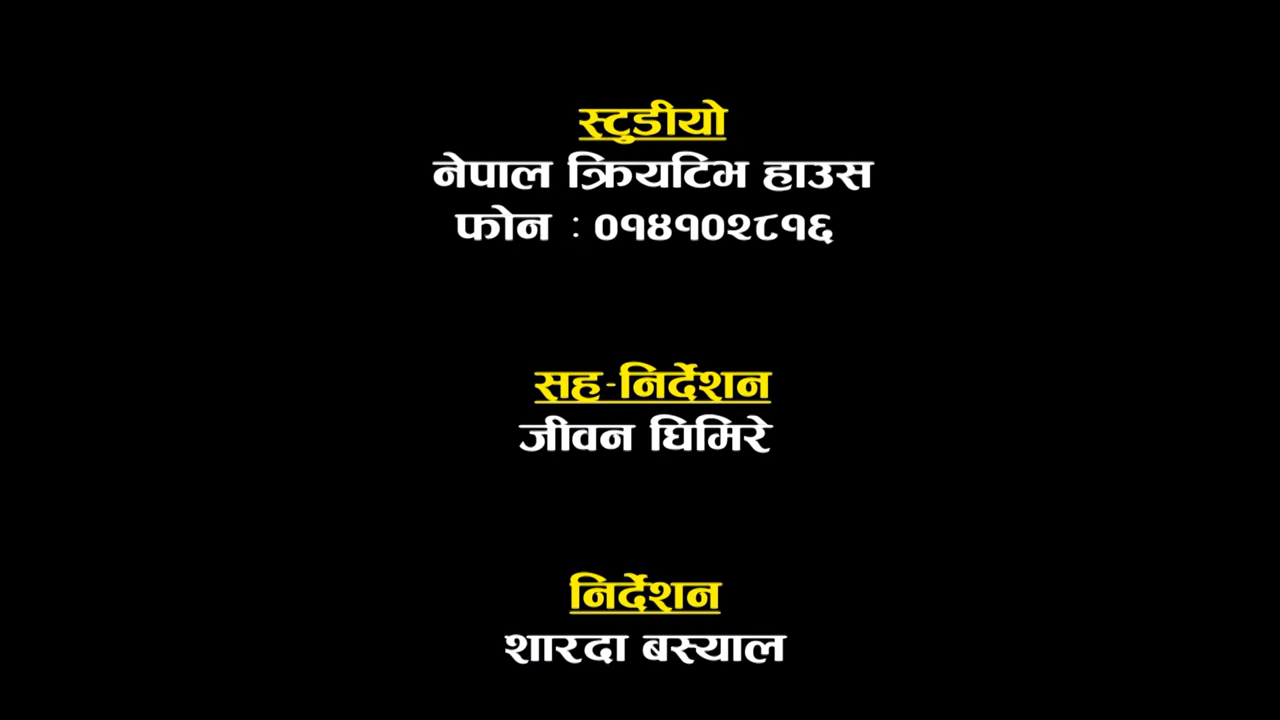 स्टुडीयो
नेपाल क्रियटिभ हाउस
फोन : ०१४१०२८१६
सह-निर्देशन
जीवन घिमिरे
निर्देशन
शारदा बस्याल